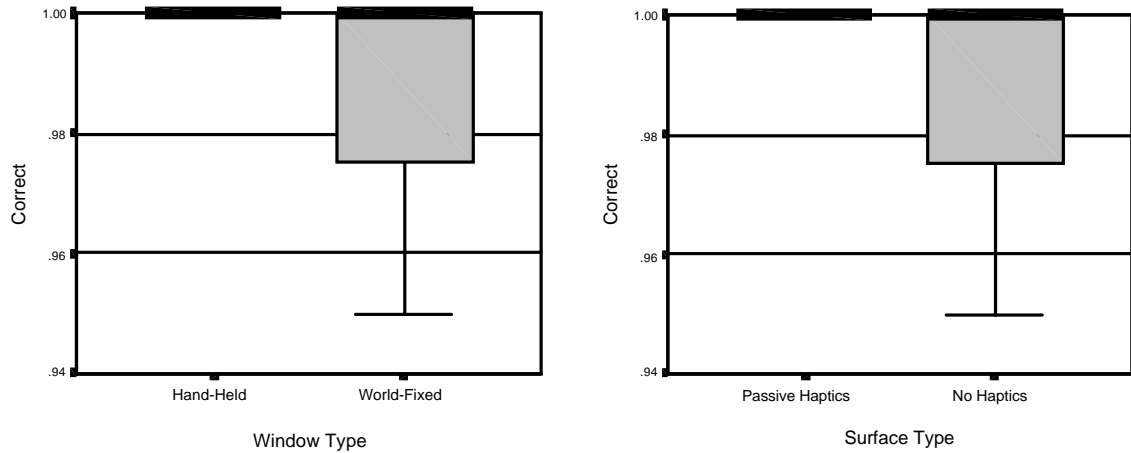 1.00
.98
.96
.94
Correct
Hand-Held
World-Fixed
Window Type
1.00
.98
.96
.94
Correct
Passive Haptics
No Haptics
Surface Type